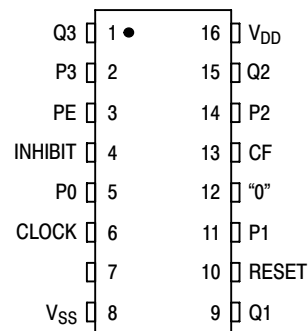 Q3 1 16 VDD
P3 2 15 Q2
PE 3 14 P2
INHIBIT 4 13 CF
P0 5 12 “0”
CLOCK 6 11 P1
7 10 RESET
VSS 8 9 Q1